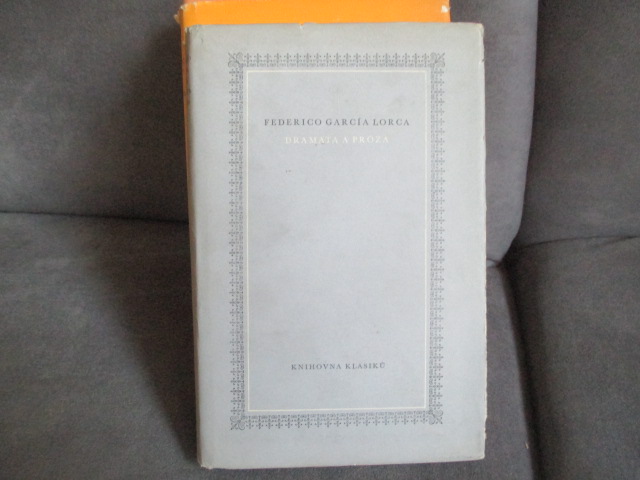 FEDERICO GARCÍA LORCA
DRAMATA A PRÓZA
KNIHOVNA KLASIKŮ